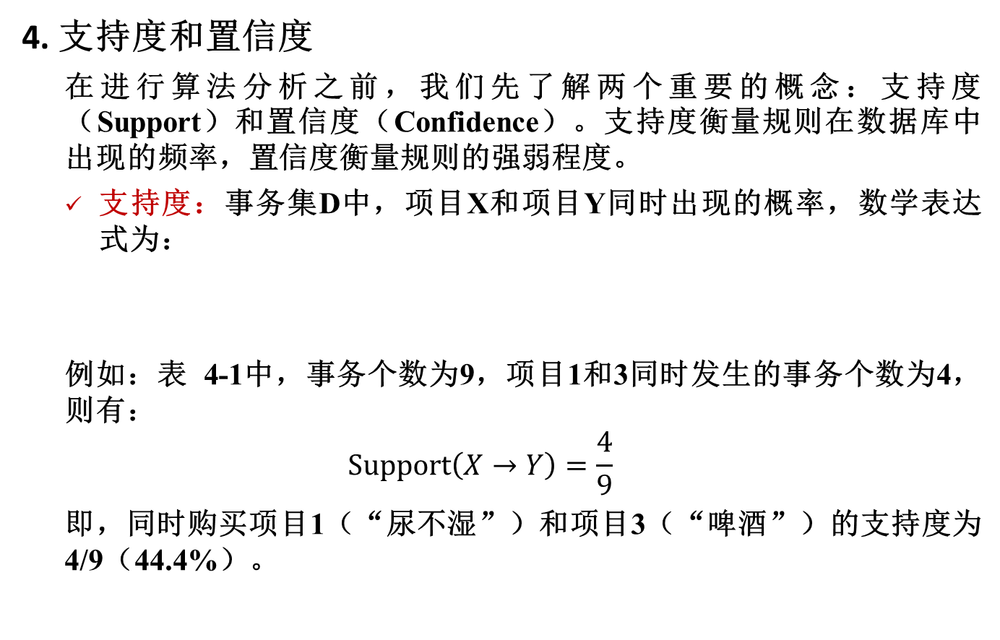 4. 支持度和置信度
在进行算法分析之前，我们先了解两个重要的概念：支持度
（Support）和置信度（Confidence）。支持度衡量规则在数据库中
出现的频率，置信度衡量规则的强弱程度。
✓ 支持度：事务集D中，项目X和项目Y同时出现的概率，数学表达
式为：
例如：表 4-1中，事务个数为9，项目1和3同时发生的事务个数为4，
则有：
Support(X → Y) = 4/9
即，同时购买项目1（“尿不湿”）和项目3（“啤酒”）的支持度为
4/9（44.4%）。